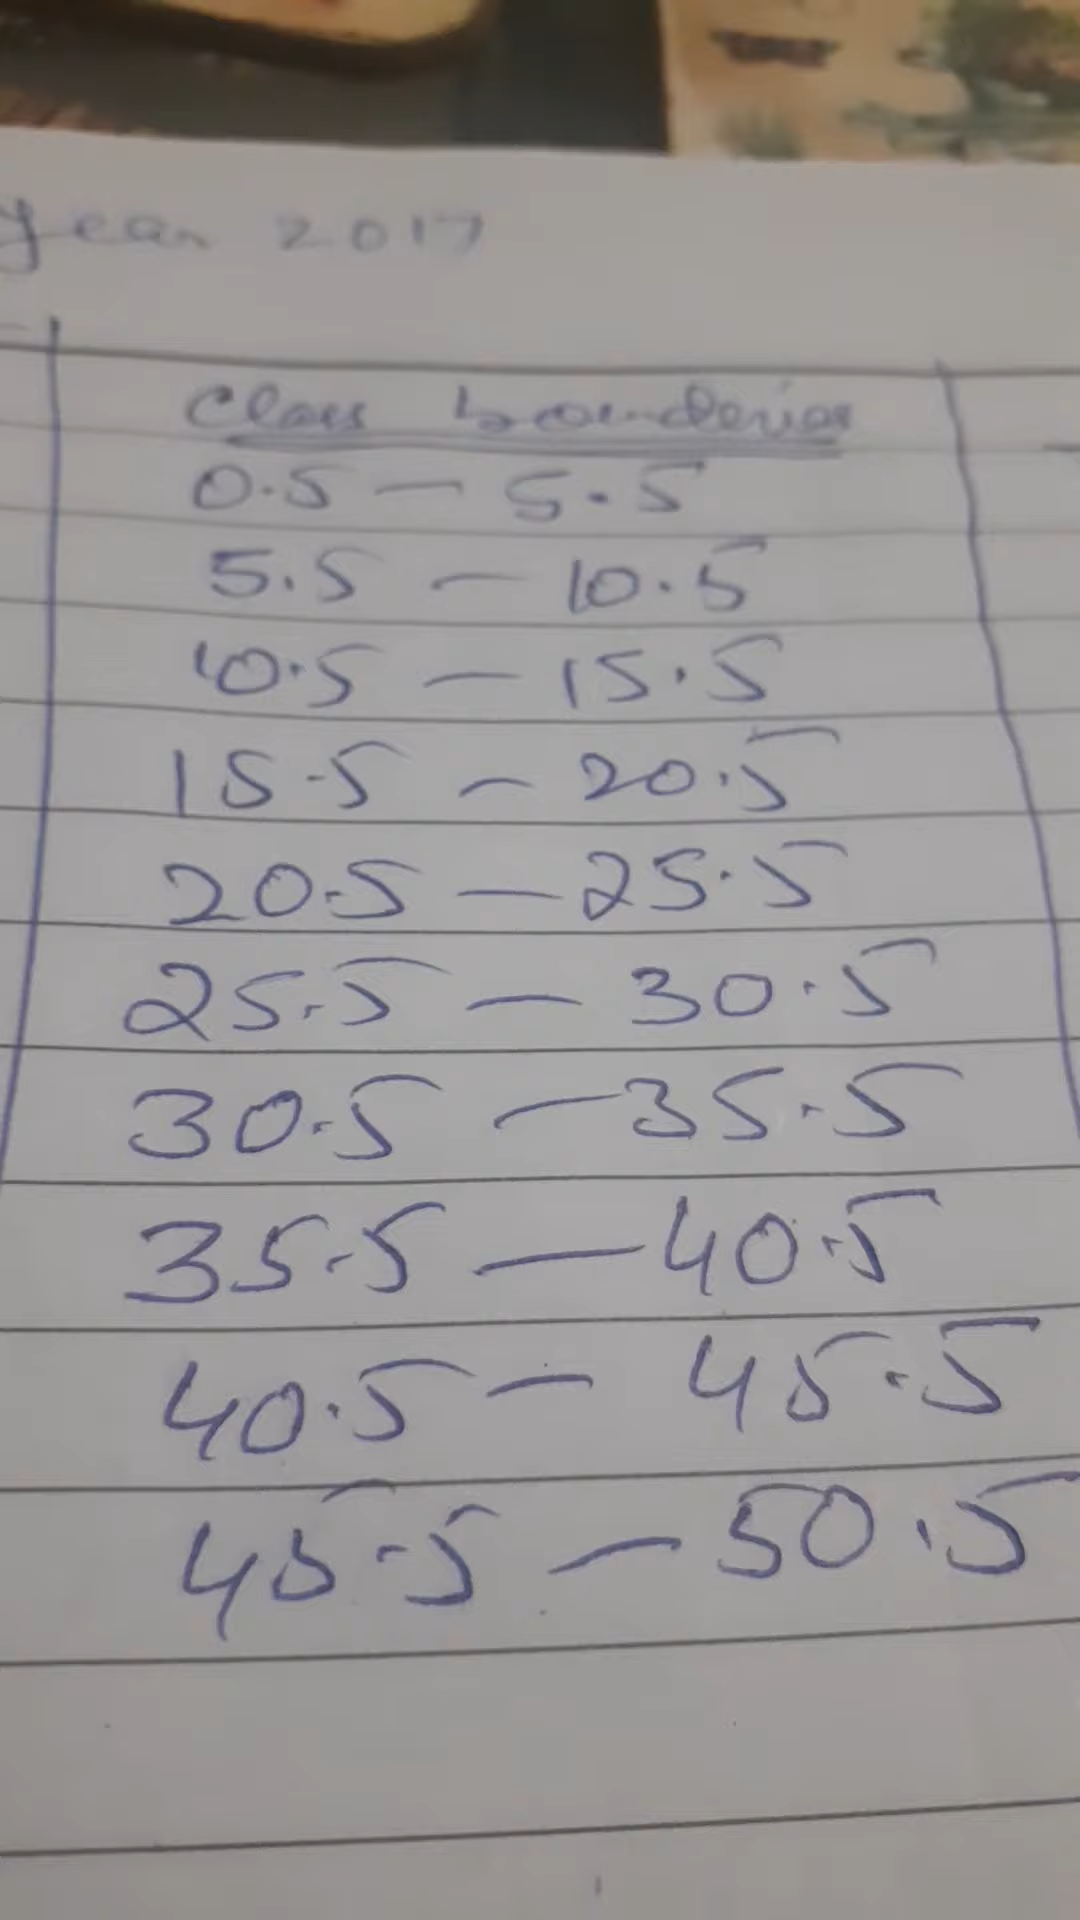 year 2017
Class bounderies
0.5 — 5.5
5.5 — 10.5
10.5 — 15.5
15.5 — 20.5
20.5 — 25.5
25.5 — 30.5
30.5 — 35.5
35.5 — 40.5
40.5 — 45.5
45.5 — 50.5